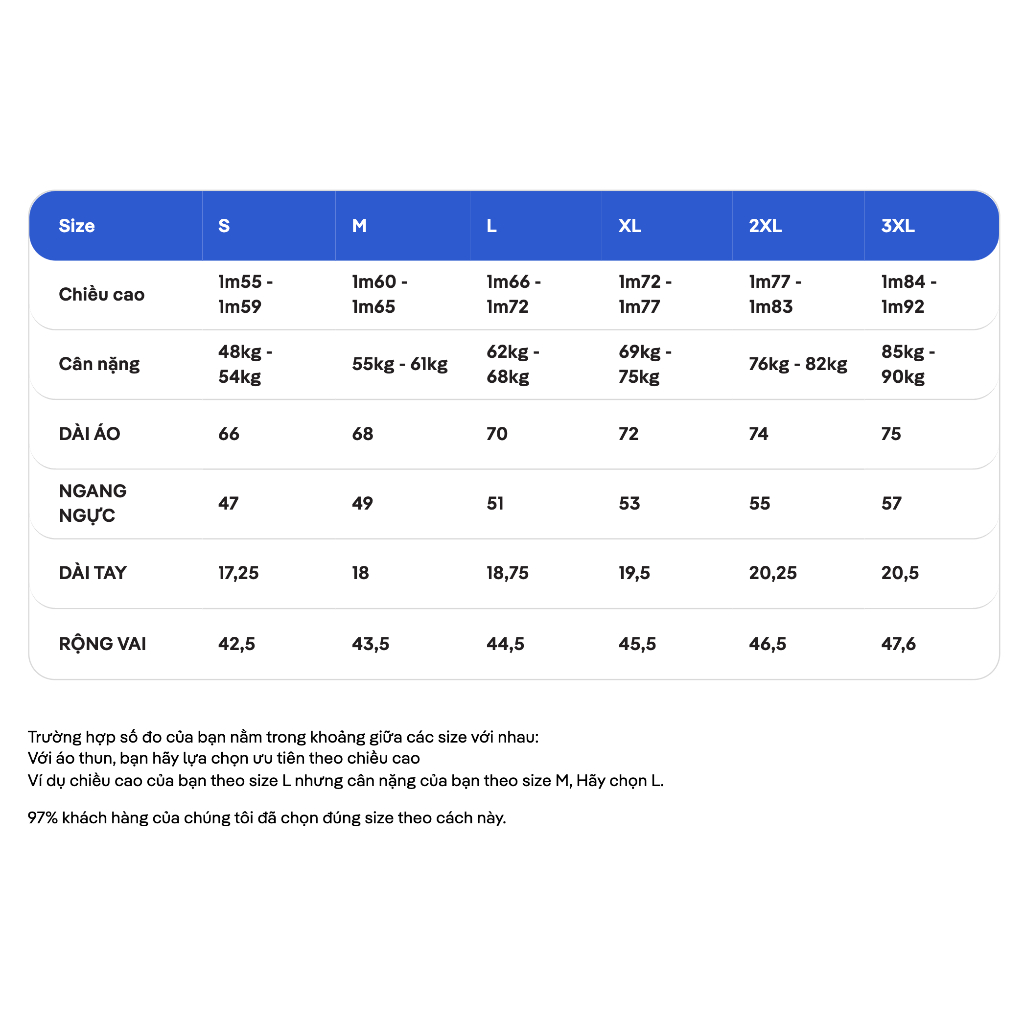 Size S M L XL 2XL 3XL
Chiều cao 1m55 - 1m59 1m60 - 1m65 1m66 - 1m72 1m72 - 1m77 1m77 - 1m83 1m84 - 1m92
Cân nặng 48kg - 54kg 55kg - 61kg 62kg - 68kg 69kg - 75kg 76kg - 82kg 85kg - 90kg
DÀI ÁO 66 68 70 72 74 75
NGANG NGỰC 47 49 51 53 55 57
DÀI TAY 17,25 18 18,75 19,5 20,25 20,5
RỘNG VAI 42,5 43,5 44,5 45,5 46,5 47,6
Trường hợp số đo của bạn nằm trong khoảng giữa các size với nhau:
Với áo thun, bạn hãy lựa chọn ưu tiên theo chiều cao
Ví dụ chiều cao của bạn theo size L nhưng cân nặng của bạn theo size M, Hãy chọn L.
97% khách hàng của chúng tôi đã chọn đúng size theo cách này.